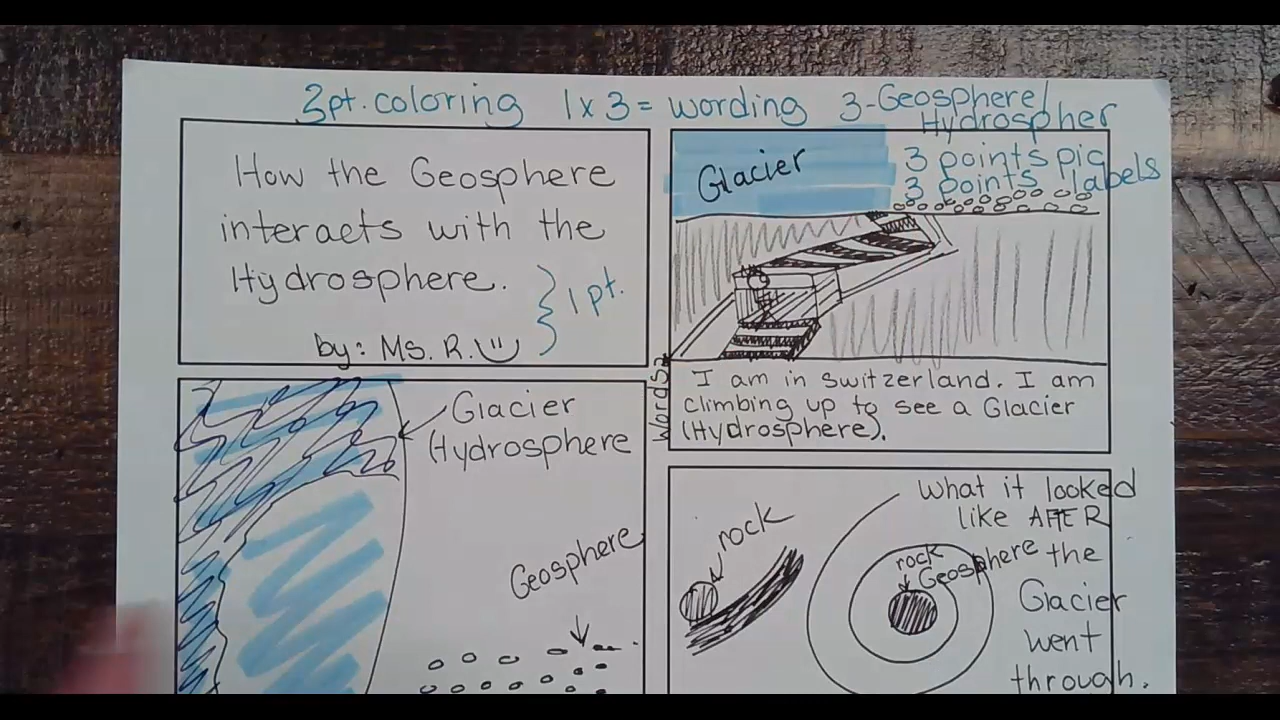 3pt. coloring 1 x 3 = wording 3-Geosphere/
Hydrospher
How the Geosphere
interacts with the
Hydrosphere.
1 pt.
by: Ms. R.
Glacier
3 points pic
3 points labels
Words
I am in Switzerland. I am
climbing up to see a Glacier
(Hydrosphere).
Glacier
(Hydrosphere
Geosphere
rock
What it looked
like AFTER
the
Glacier
went
through.
rock
Geosphere